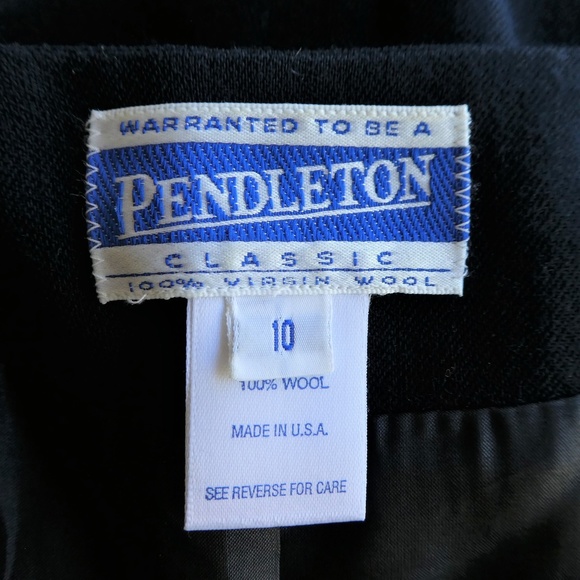 WARRANTED TO BE A
PENDLETON
CLASSIC
100% VIRGIN WOOL
10
100% WOOL
MADE IN U.S.A.
SEE REVERSE FOR CARE